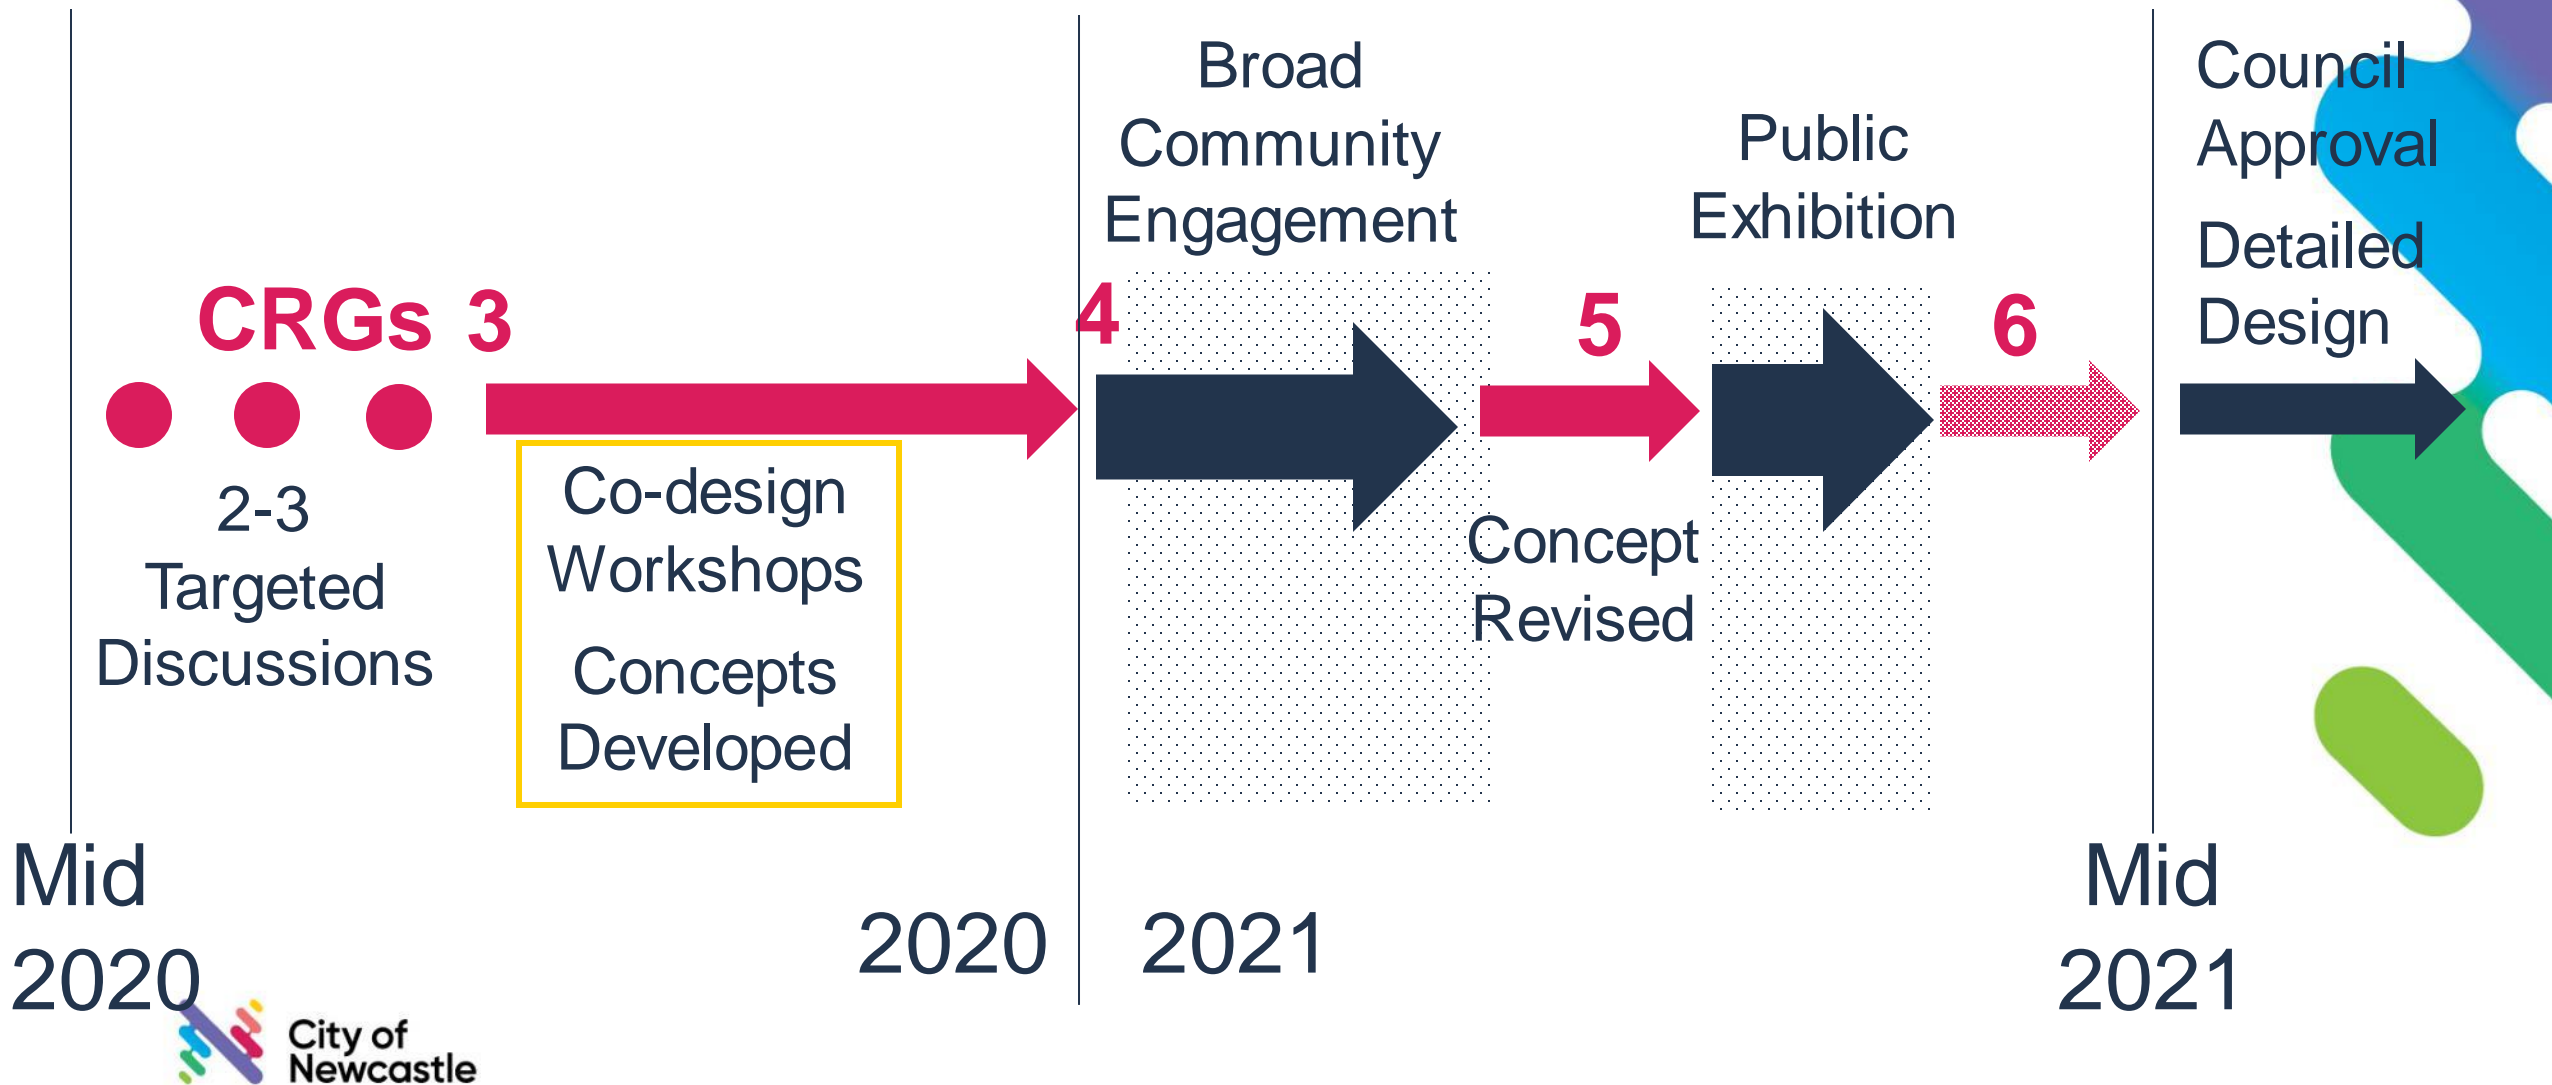 Broad
Community
Engagement
Public
Exhibition
Council
Approval
Detailed
Design
CRGs 3
4
5
6
2-3
Targeted
Discussions
Co-design
Workshops
Concepts
Developed
Concept
Revised
Mid
2020
2020
2021
Mid
2021
City of
Newcastle